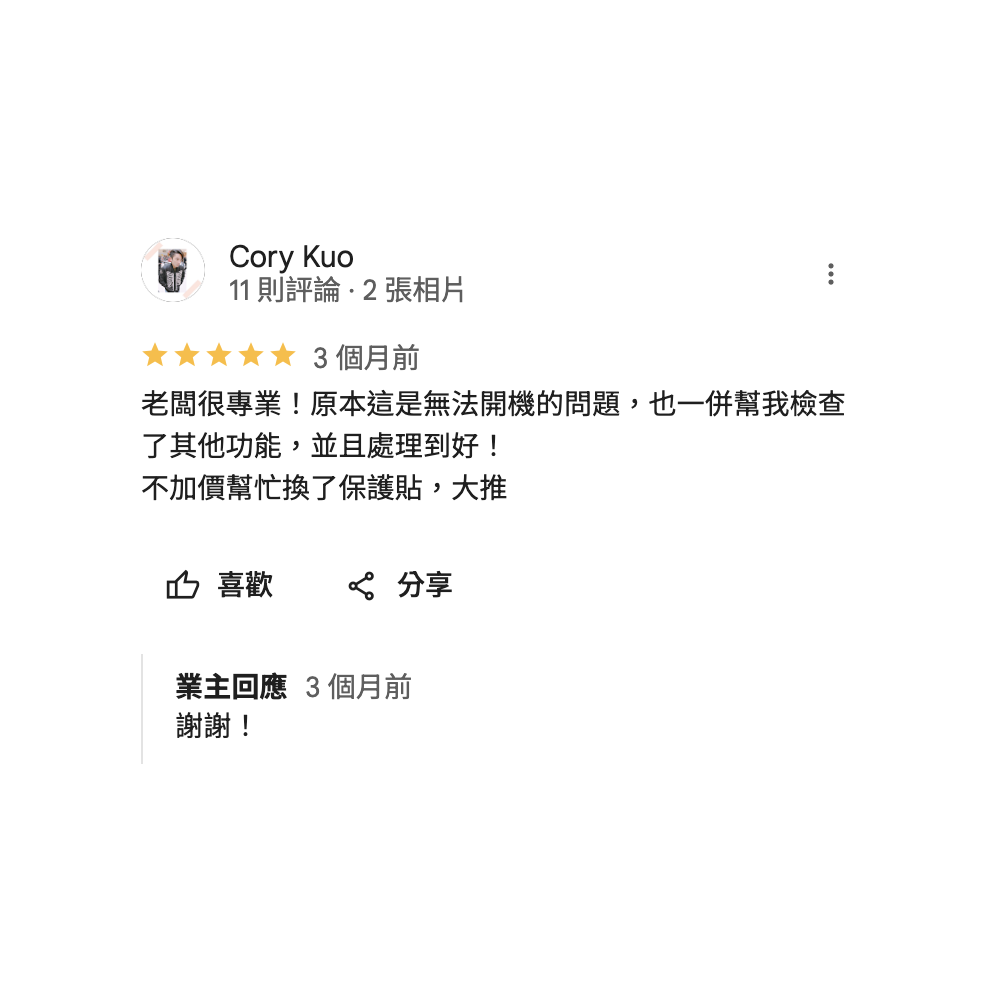 Cory Kuo
11 則評論 · 2 張相片
3 個月前
老闆很專業！原本這是無法開機的問題，也一併幫我檢查
了其他功能，並且處理到好！
不加價幫忙換了保護貼，大推
喜歡 分享
業主回應 3 個月前
謝謝！